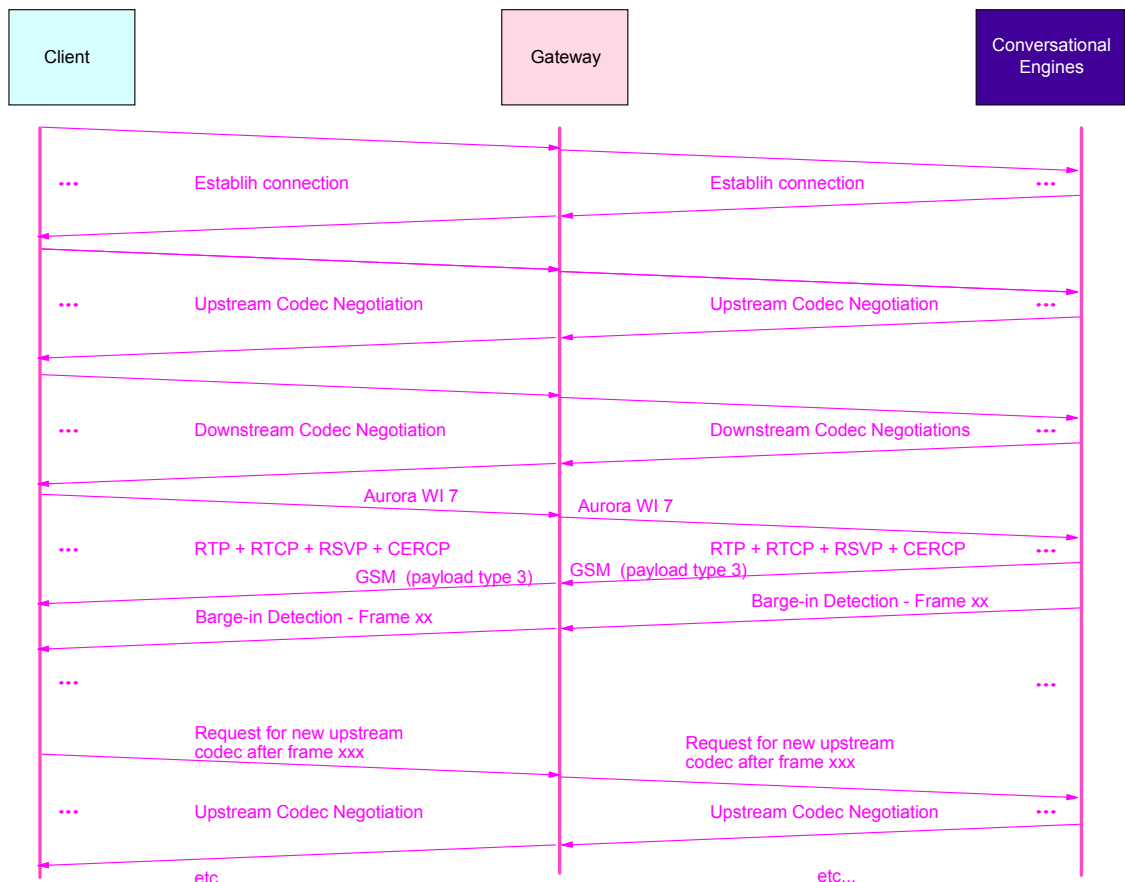 Client
Gateway
Conversational
Engines
...
Establih connection
Establih connection
...
...
Upstream Codec Negotiation
Upstream Codec Negotiation
...
...
Downstream Codec Negotiation
Downstream Codec Negotiations
...
Aurora WI 7
Aurora WI 7
...
RTP + RTCP + RSVP + CERCP
RTP + RTCP + RSVP + CERCP
...
GSM (payload type 3)
GSM (payload type 3)
Barge-in Detection - Frame xx
Barge-in Detection - Frame xx
...
...
Request for new upstream
codec after frame xxx
Request for new upstream
codec after frame xxx
...
Upstream Codec Negotiation
Upstream Codec Negotiation
...
etc
etc...